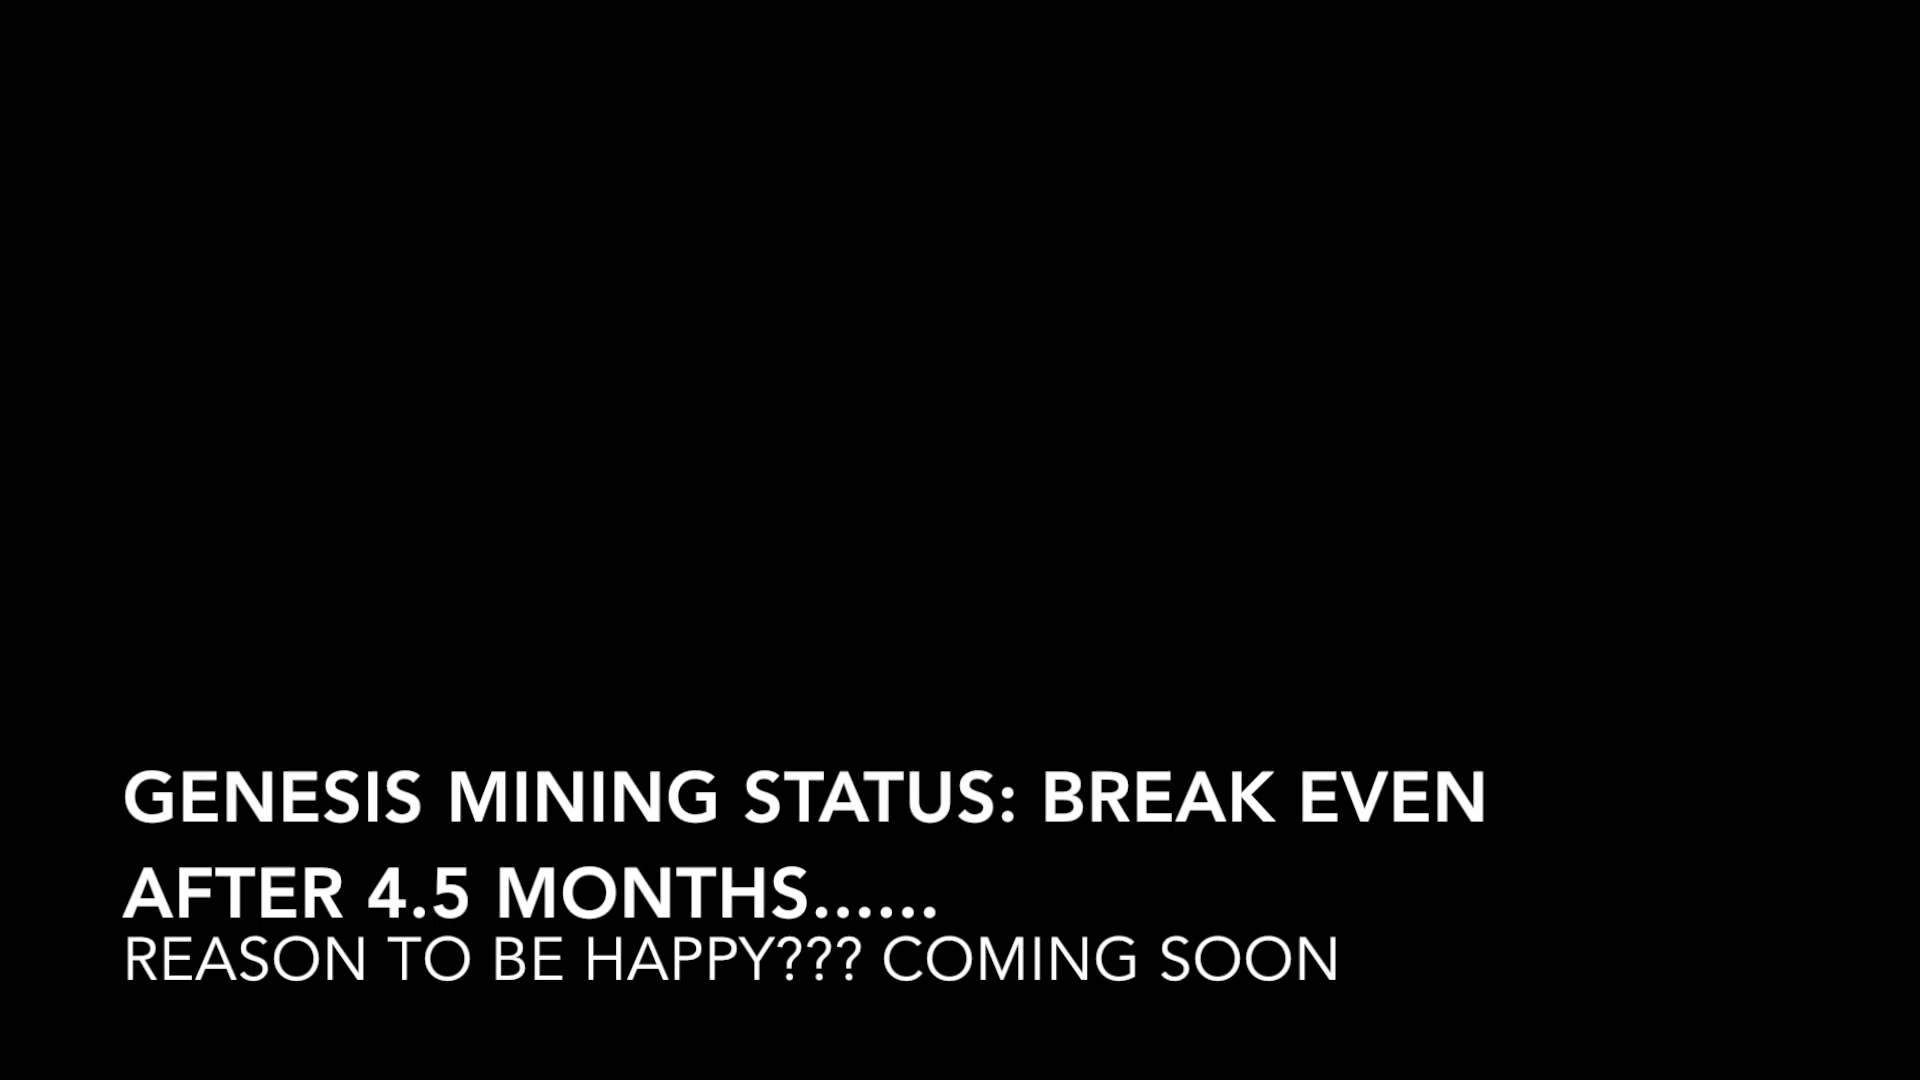 GENESIS MINING STATUS: BREAK EVEN
AFTER 4.5 MONTHS......
REASON TO BE HAPPY??? COMING SOON